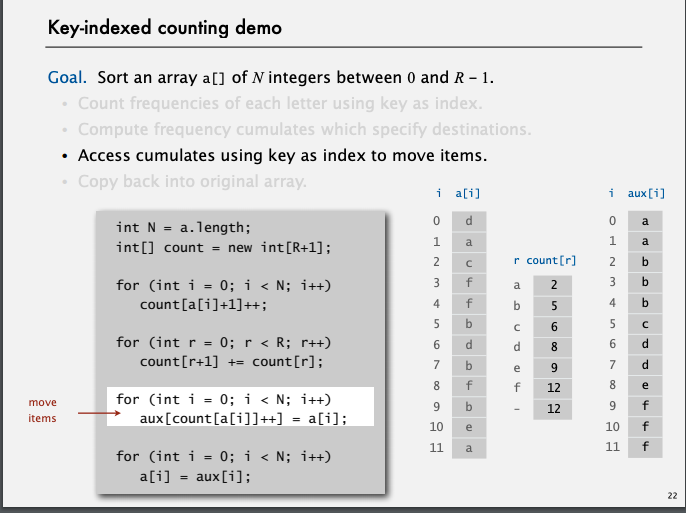 Key-indexed counting demo
Goal. Sort an array a[] of N integers between 0 and R – 1.
• Count frequencies of each letter using key as index.
• Compute frequency cumulates which specify destinations.
• Access cumulates using key as index to move items.
• Copy back into original array.
int N = a.length;
int[] count = new int[R+1];
for (int i = 0; i < N; i++)
count[a[i]+1]++;
for (int r = 0; r < R; r++)
count[r+1] += count[r];
for (int i = 0; i < N; i++)
aux[count[a[i]]++] = a[i];
for (int i = 0; i < N; i++)
a[i] = aux[i];
move
items
i a[i]
0 d
1 a
2 c
3 f
4 f
5 b
6 d
7 b
8 f
9 b
10 e
11 a
r count[r]
a 2
b 5
c 6
d 8
e 9
f 12
- 12
i aux[i]
0 a
1 a
2 b
3 b
4 b
5 c
6 d
7 d
8 e
9 f
10 f
11 f
22